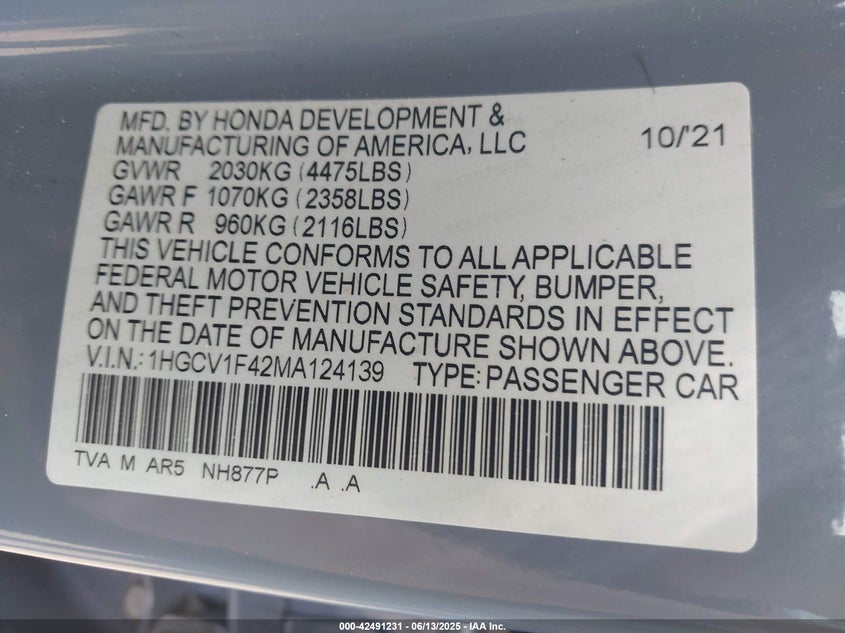 MFD. BY HONDA DEVELOPMENT &
MANUFACTURING OF AMERICA, LLC 10/'21
GVWR 2030KG (4475LBS)
GAWR F 1070KG (2358LBS)
GAWR R 960KG (2116LBS)
THIS VEHICLE CONFORMS TO ALL APPLICABLE
FEDERAL MOTOR VEHICLE SAFETY, BUMPER,
AND THEFT PREVENTION STANDARDS IN EFFECT
ON THE DATE OF MANUFACTURE SHOWN ABOVE.
V.I.N.: 1HGCV1F42MA124139 TYPE: PASSENGER CAR
TVA M AR5 NH877P .A .A
000-42491231 - 06/13/2025 - IAA Inc.